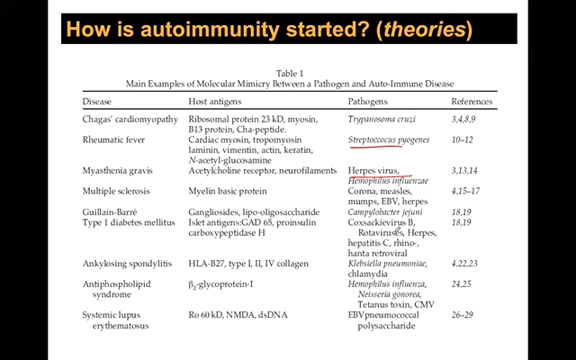 How is autoimmunity started? (theories)
Table 1
Main Examples of Molecular Mimicry Between a Pathogen and Auto-Immune Disease
Disease Host antigens Pathogens References
Chagas' cardiomyopathy Ribosomal protein 23 kD, myosin, Trypanosoma cruzi 3,4,8,9
B13 protein, Cha-peptide.
Rheumatic fever Cardiac myosin, tropomyosin Streptoccocus pyogenes 10–12
laminin, vimentin, actin, keratin,
N-acetyl-glucosamine
Myasthenia gravis Acetylcholine receptor, neurofilaments Herpes virus, 3,13,14
Hemophilus influenzae
Multiple sclerosis Myelin basic protein Corona, measles, 4,15–17
mumps, EBV, herpes
Guillain-Barré Gangliosides, lipo-oligosaccharide Campylobacter jejuni 18,19
Type 1 diabetes mellitus Islet antigens:GAD 65, proinsulin Coxsackievirus B, 18,19
carboxypeptidase H Rotaviruses, Herpes,
hepatitis C, rhino-,
hanta retroviral
Ankylosing spondylitis HLA-B27, type I, II, IV collagen Klebsiella pneumoniae, 4,22,23
chlamydia
Antiphospholipid β2-glycoprotein-I Hemophilus influenza, 24,25
syndrome Neisseria gonorea,
Tetanus toxin, CMV
Systemic lupus Ro 60 kD, NMDA, dsDNA EBVpneumococcal 26–29
erythematosus polysaccharide